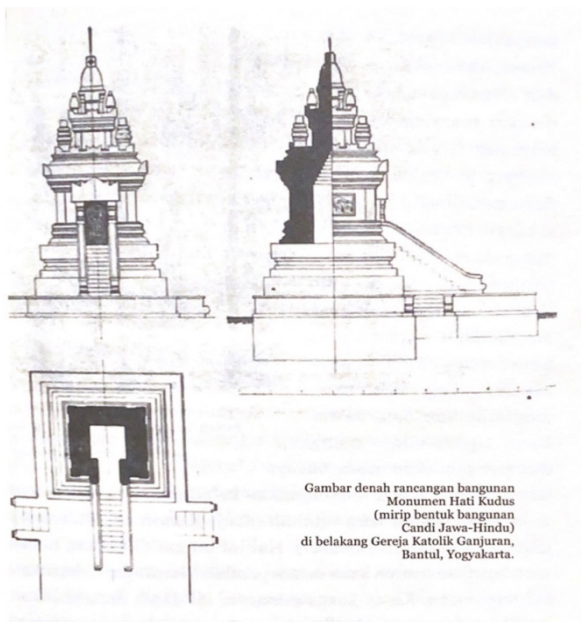 Gambar denah rancangan bangunan
Monumen Hati Kudus
(mirip bentuk bangunan
Candi Jawa-Hindu)
di belakang Gereja Katolik Ganjuran,
Bantul, Yogyakarta.